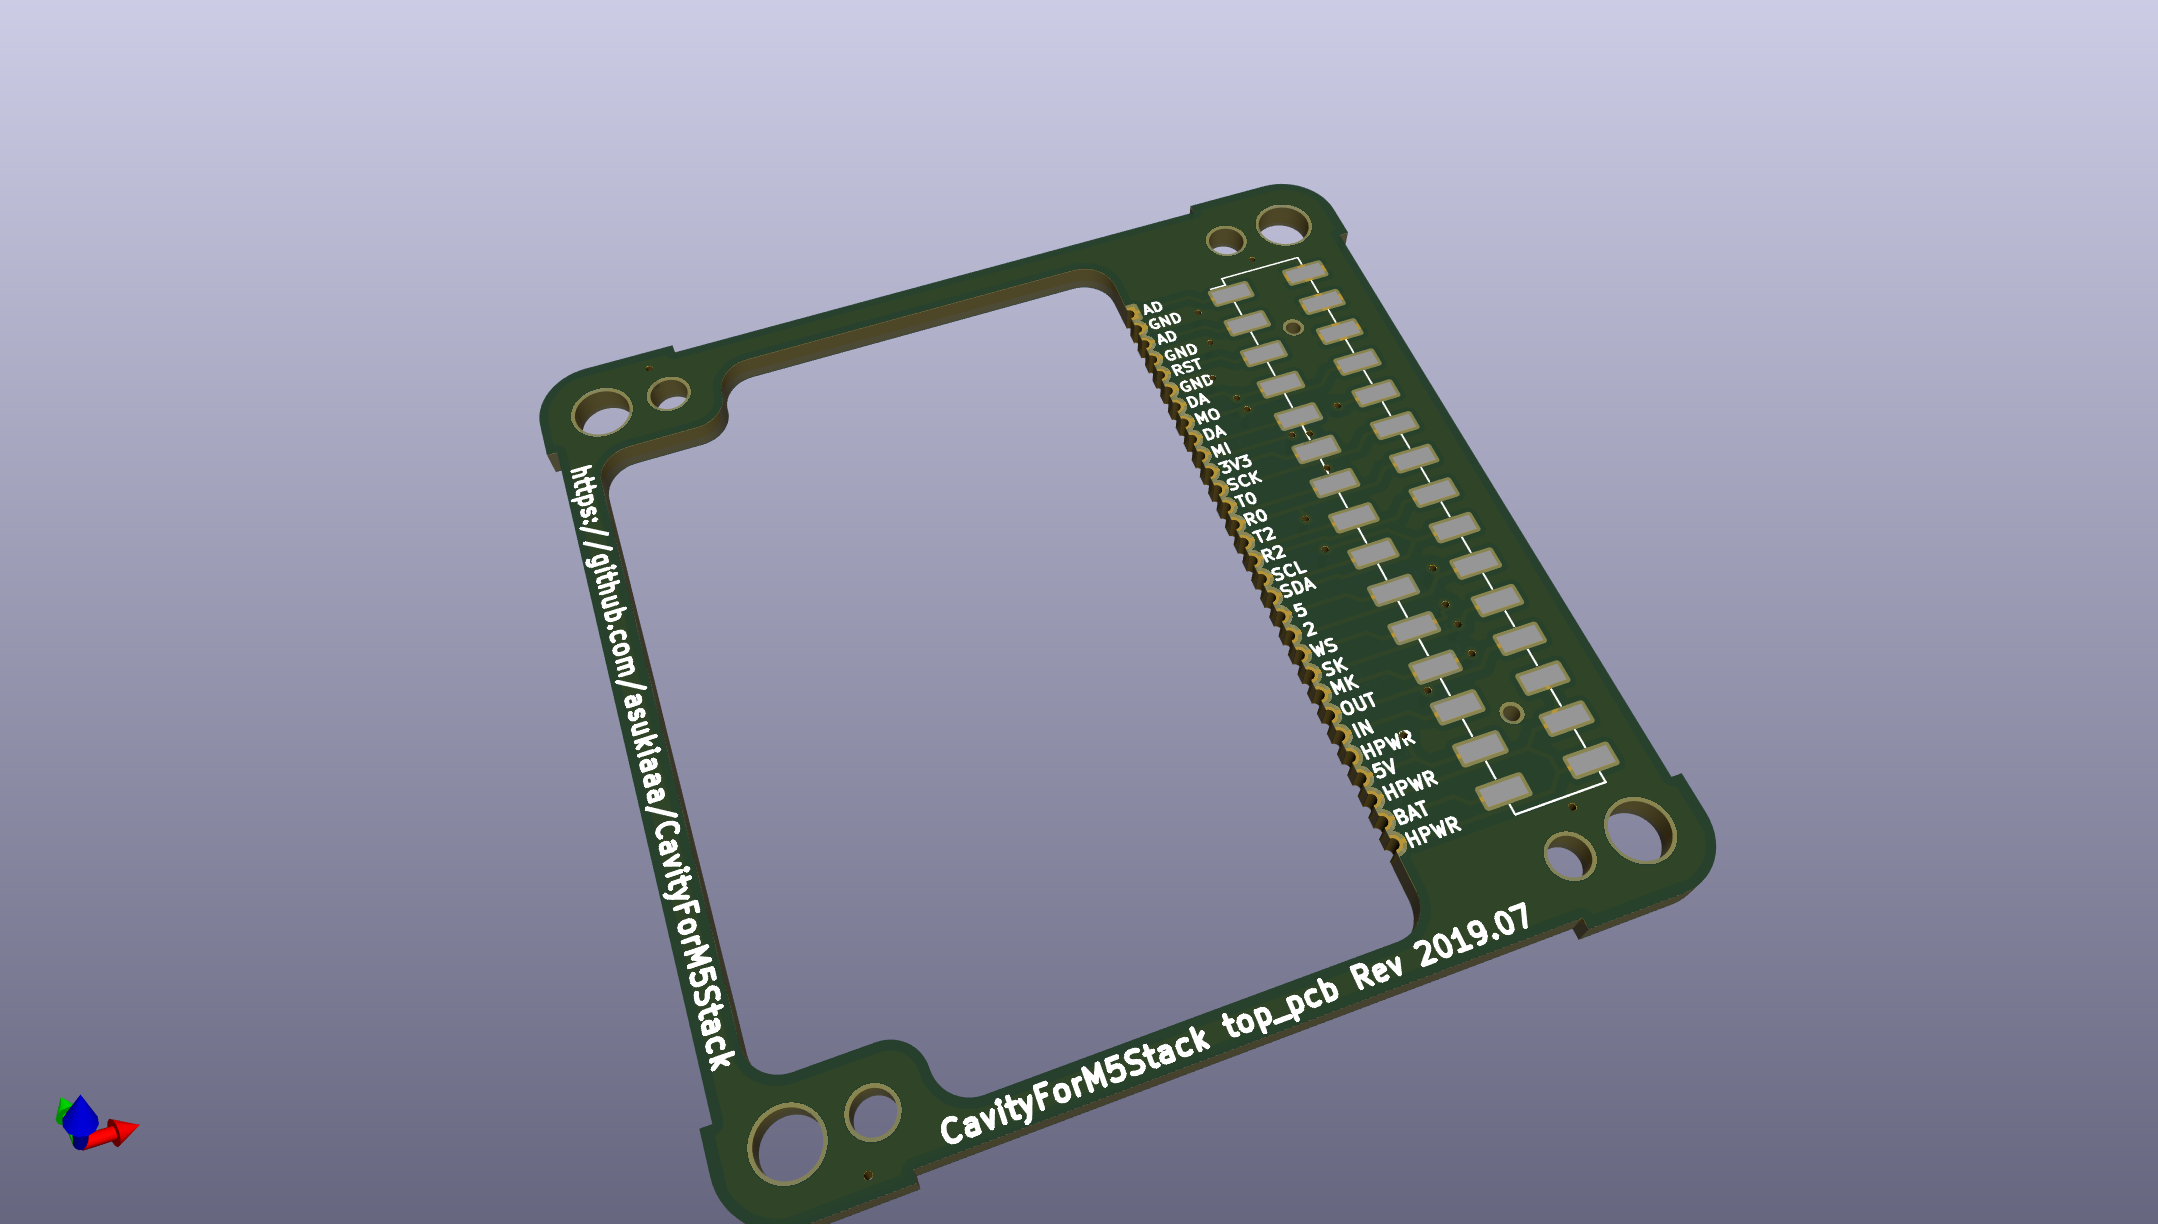 AD
GND
AD
GND
RST
GND
DA
MO
DA
MI
3V3
SCK
T0
R0
T2
R2
SCL
SDA
5
2
WS
SK
MK
OUT
IN
HPWR
5V
HPWR
BAT
HPWR
https://github.com/asukiaaa/CavityForM5Stack
CavityForM5Stack top_pcb Rev 2019.07